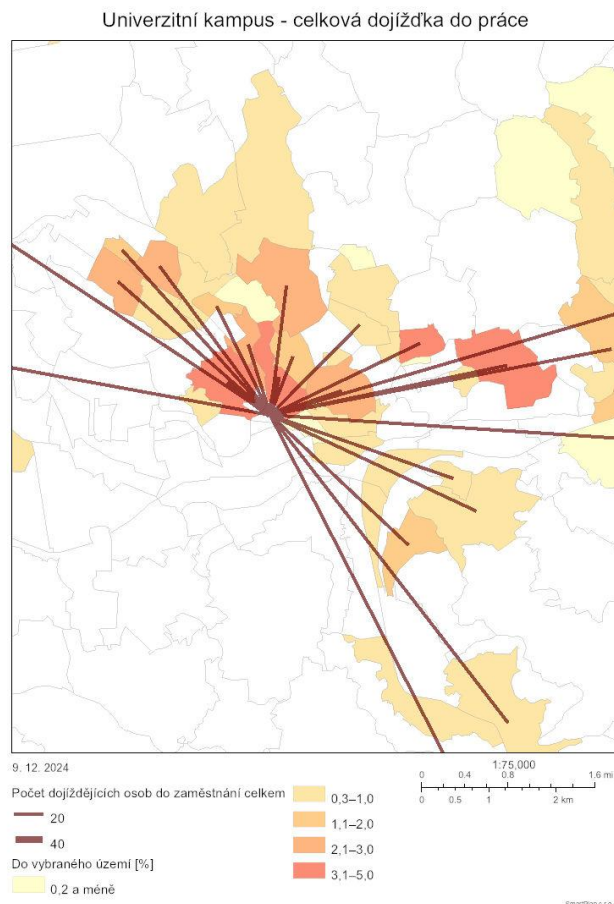 Univerzitní kampus - celková dojížďka do práce
9. 12. 2024
Počet dojíždějících osob do zaměstnání celkem
20
40
Do vybraného území [%]
0,2 a méně
0,3–1,0
1,1–2,0
2,1–3,0
3,1–5,0
1:75,000
0 0.4 0.8 1.6 mi
0 0.5 1 2 km